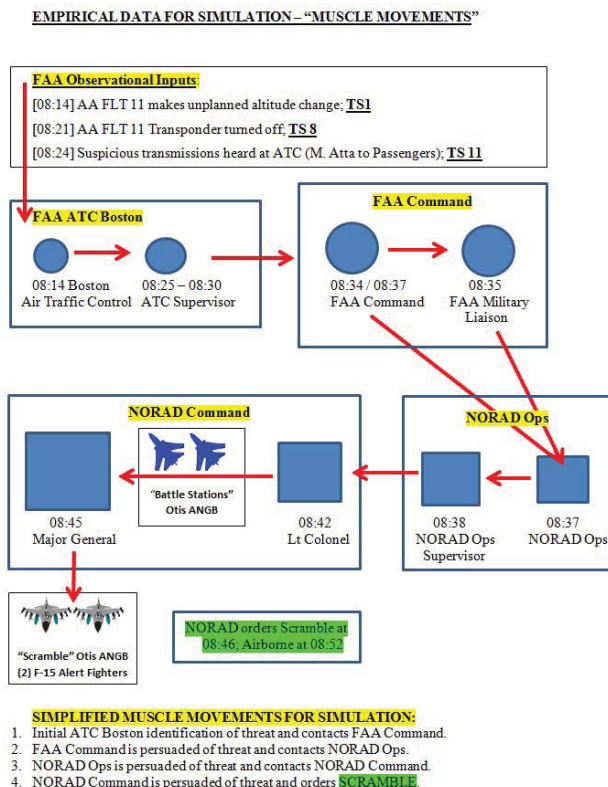 EMPIRICAL DATA FOR SIMULATION – “MUSCLE MOVEMENTS”
FAA Observational Inputs:
[08:14] AA FLT 11 makes unplanned altitude change; TS1
[08:21] AA FLT 11 Transponder turned off; TS 8
[08:24] Suspicious transmissions heard at ATC (M. Atta to Passengers); TS 11
FAA ATC Boston
08:14 Boston
Air Traffic Control
08:25 – 08:30
ATC Supervisor
FAA Command
08:34 / 08:37
FAA Command
08:35
FAA Military
Liaison
NORAD Command
“Battle Stations”
Otis ANGB
08:45
Major General
08:42
Lt Colonel
NORAD Ops
08:38
NORAD Ops
Supervisor
08:37
NORAD Ops
“Scramble” Otis ANGB
(2) F-15 Alert Fighters
NORAD orders Scramble at
08:46; Airborne at 08:52
SIMPLIFIED MUSCLE MOVEMENTS FOR SIMULATION:
1. Initial ATC Boston identification of threat and contacts FAA Command.
2. FAA Command is persuaded of threat and contacts NORAD Ops.
3. NORAD Ops is persuaded of threat and contacts NORAD Command.
4. NORAD Command is persuaded of threat and orders SCRAMBLE.